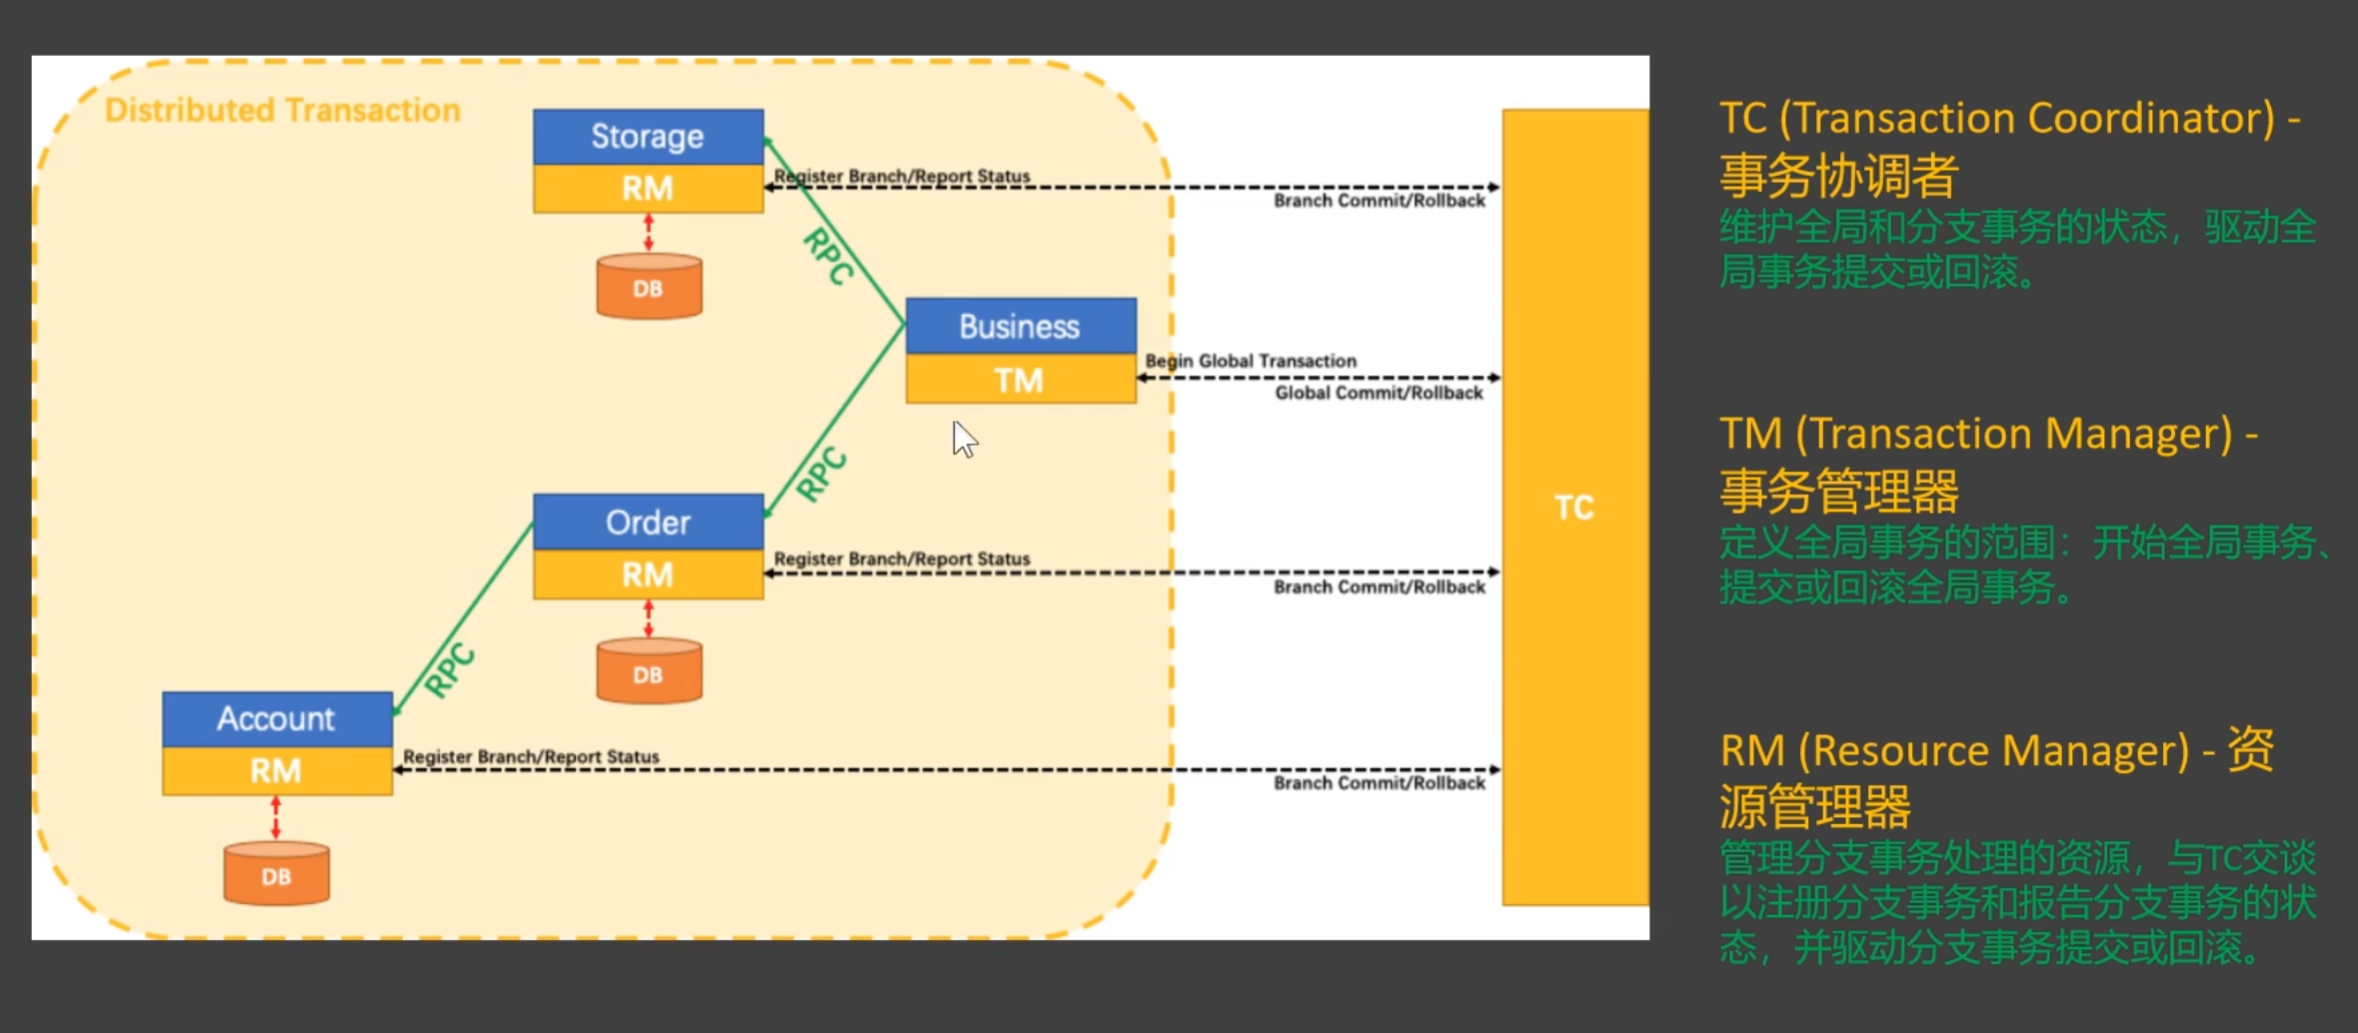 Distributed Transaction
Storage
RM
DB
Register Branch/Report Status
Branch Commit/Rollback
RPC
Business
TM
Begin Global Transaction
Global Commit/Rollback
RPC
Order
RM
DB
Register Branch/Report Status
Branch Commit/Rollback
RPC
Account
RM
DB
Register Branch/Report Status
Branch Commit/Rollback
TC
TC (Transaction Coordinator) -
事务协调者
维护全局和分支事务的状态，驱动全
局事务提交或回滚。
TM (Transaction Manager) -
事务管理器
定义全局事务的范围：开始全局事务、
提交或回滚全局事务。
RM (Resource Manager) - 资
源管理器
管理分支事务处理的资源，与TC交谈
以注册分支事务和报告分支事务的状
态，并驱动分支事务提交或回滚。